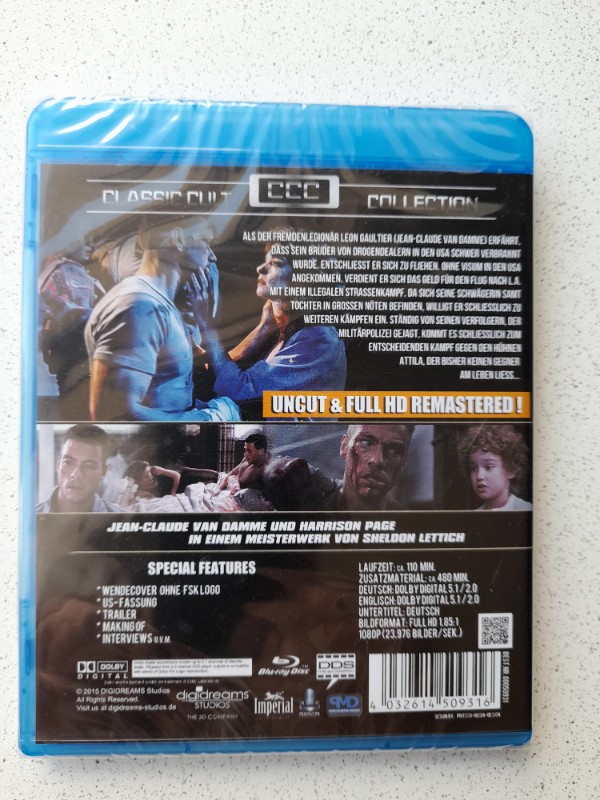 CLASSIC CULT CCC COLLECTION
ALS DER FREMDENLEGIONÄR LEON GAULTIER (JEAN-CLAUDE VAN DAMME) ERFÄHRT,
DASS SEIN BRUDER VON DROGENDEALERN IN DEN USA SCHWER VERBRANNT
WURDE, ENTSCHLIESST ER SICH ZU FLIEHEN. OHNE VISUM IN DEN USA
ANGEKOMMEN, VERDIENT ER SICH DAS GELD FÜR DEN FLUG NACH L.A.
MIT EINEM ILLEGALEN STRASSENKAMPF. DA SICH SEINE SCHWÄGERIN SAMT
TOCHTER IN GROSSEN NÖTEN BEFINDEN, WILLIGT ER SCHLIESSLICH ZU
WEITEREN KÄMPFEN EIN. STÄNDIG VON SEINEN VERFOLGERN, DER
MILITÄRPOLIZEI GEJAGT, KOMMT ES SCHLIESSLICH ZUM
ENTSCHEIDENDEN KAMPF GEGEN DEN HÜHNEN
ATTILA, DER BISHER KEINEN GEGNER
AM LEBEN LIESS...
UNCUT & FULL HD REMASTERED !
JEAN-CLAUDE VAN DAMME UND HARRISON PAGE
IN EINEM MEISTERWERK VON SHELDON LETTICH
SPECIAL FEATURES
* WENDECOVER OHNE FSK LOGO
* US-FASSUNG
* TRAILER
* MAKING OF
* INTERVIEWS U.V.M.
LAUFZEIT: CA. 110 MIN.
ZUSATZMATERIAL: CA. 480 MIN.
DEUTSCH: DOLBY DIGITAL 5.1 / 2.0
ENGLISCH: DOLBY DIGITAL 5.1 / 2.0
UNTERTITEL: DEUTSCH
BILDFORMAT: FULL HD 1.85:1
1080P (23,976 BILDER/SEK.)
DOLBY
DIGITAL
Blu-ray Disc
DDS
© 2015 DIGIDREAMS Studios
All Rights Reserved.
Visit us at digidreams-studios.de
digidreams
STUDIOS
THE 3D COMPANY
Imperial
PMD
4 032614 509316
BEST.NR. 00050931